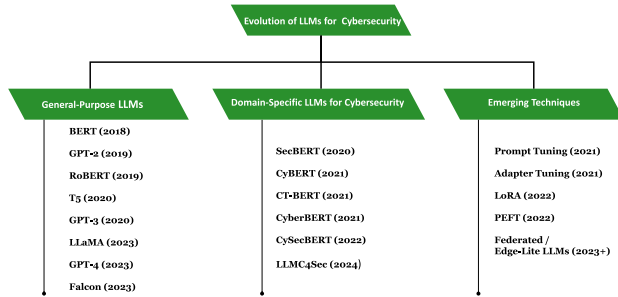 Evolution of LLMs for Cybersecurity
General-Purpose LLMs
BERT (2018)
GPT-2 (2019)
RoBERT (2019)
T5 (2020)
GPT-3 (2020)
LLaMA (2023)
GPT-4 (2023)
Falcon (2023)
Domain-Specific LLMs for Cybersecurity
SecBERT (2020)
CyBERT (2021)
CT-BERT (2021)
CyberBERT (2021)
CySecBERT (2022)
LLMC4Sec (2024)
Emerging Techniques
Prompt Tuning (2021)
Adapter Tuning (2021)
LoRA (2022)
PEFT (2022)
Federated /
Edge-Lite LLMs (2023+)